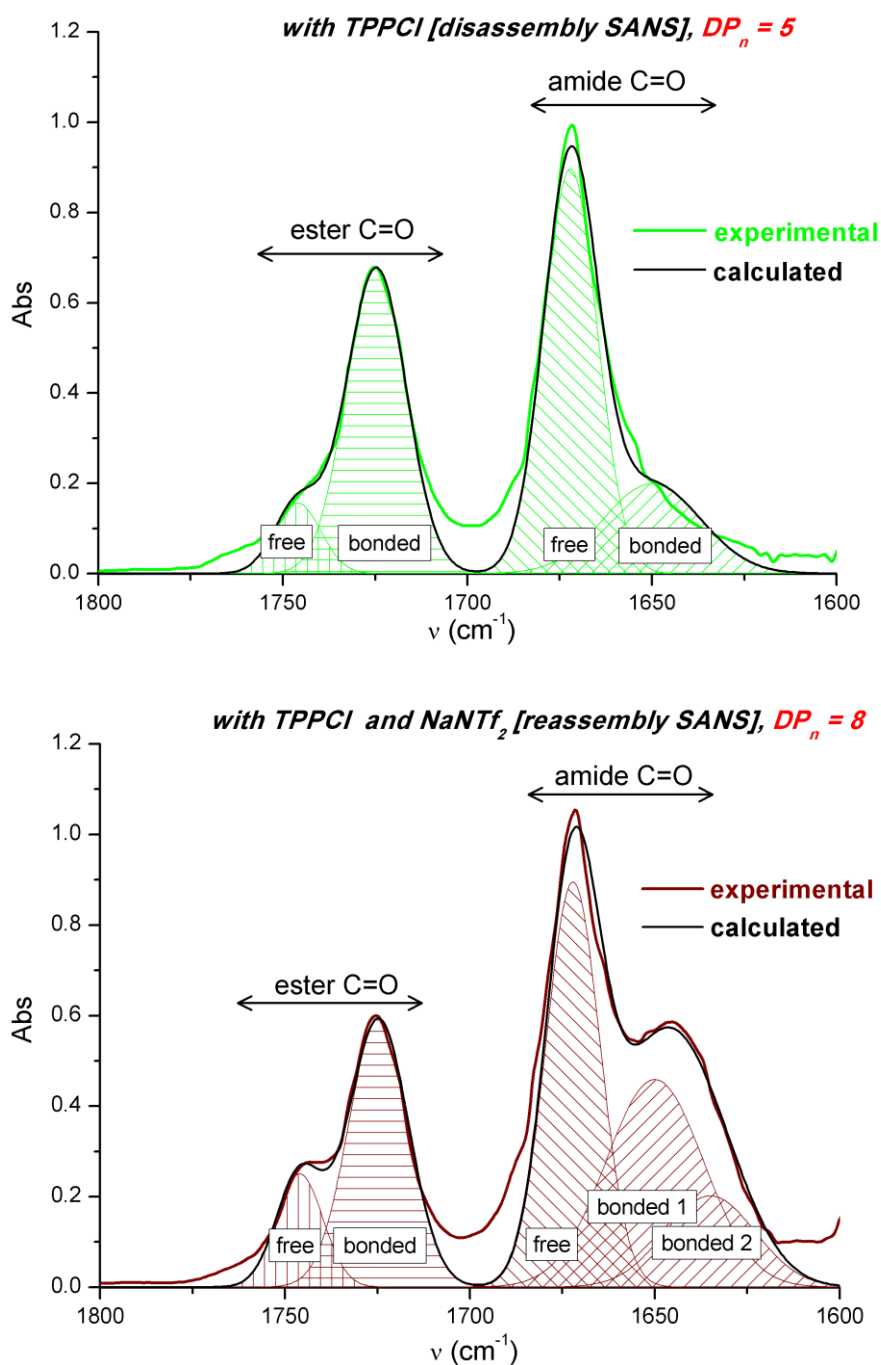 with TPPCl [disassembly SANS], DPn = 5
amide C=O
ester C=O
experimental
calculated
free
bonded
free
bonded
Abs
1.2
1.0
0.8
0.6
0.4
0.2
0.0
1800
1750
1700
1650
1600
ν (cm-1)
with TPPCl and NaNTf2 [reassembly SANS], DPn = 8
amide C=O
ester C=O
experimental
calculated
free
bonded
free
bonded 1
bonded 2
Abs
1.2
1.0
0.8
0.6
0.4
0.2
0.0
1800
1750
1700
1650
1600
ν (cm-1)